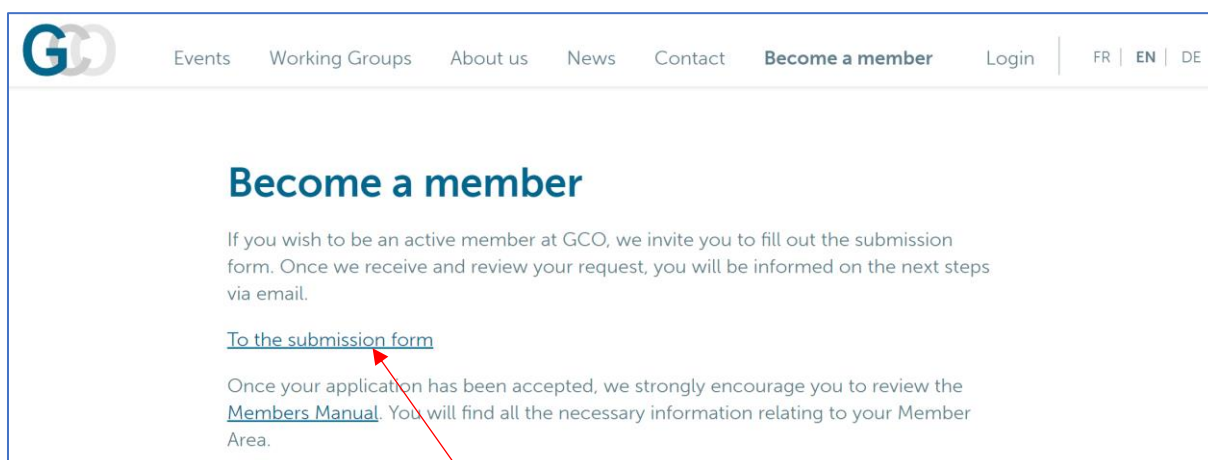 GCO Events Working Groups About us News Contact Become a member Login FR | EN | DE
Become a member
If you wish to be an active member at GCO, we invite you to fill out the submission
form. Once we receive and review your request, you will be informed on the next steps
via email.
To the submission form
Once your application has been accepted, we strongly encourage you to review the
Members Manual. You will find all the necessary information relating to your Member
Area.